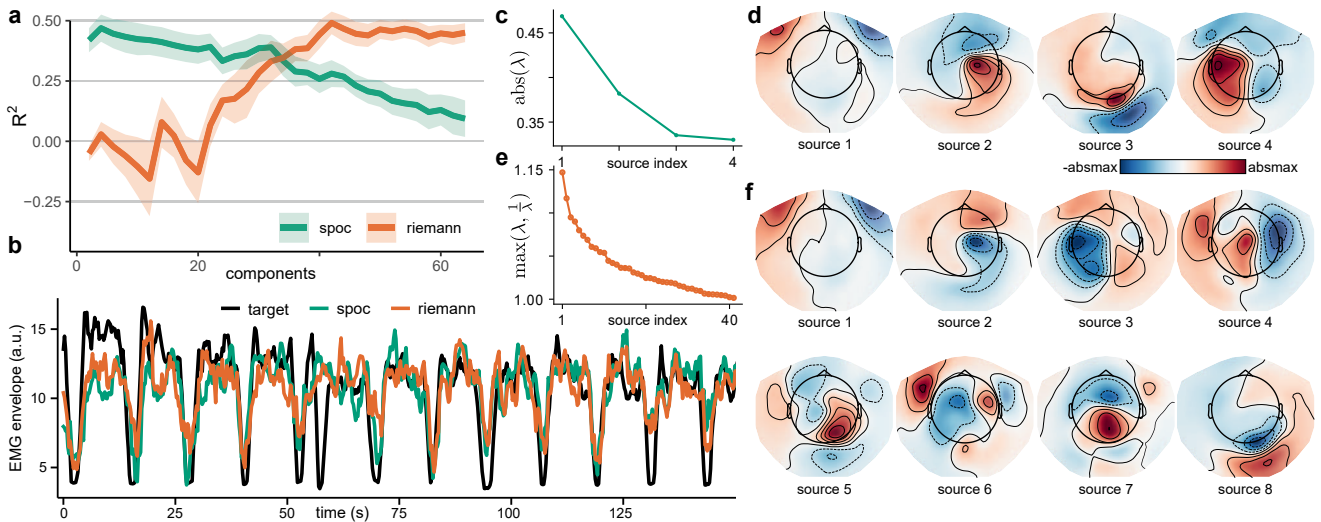 a
R²
0.50
0.25
0.00
−0.25
spoc
riemann
0
20
components
60
b
EMG envelope (a.u.)
15
10
5
target
spoc
riemann
0
25
50
time (s)
75
100
125
c
abs(λ)
0.45
0.35
1
source index
4
e
max(λ, 1/λ)
1.15
1.00
1
source index
40
d
source 1
source 2
source 3
source 4
-absmax
absmax
f
source 1
source 2
source 3
source 4
source 5
source 6
source 7
source 8